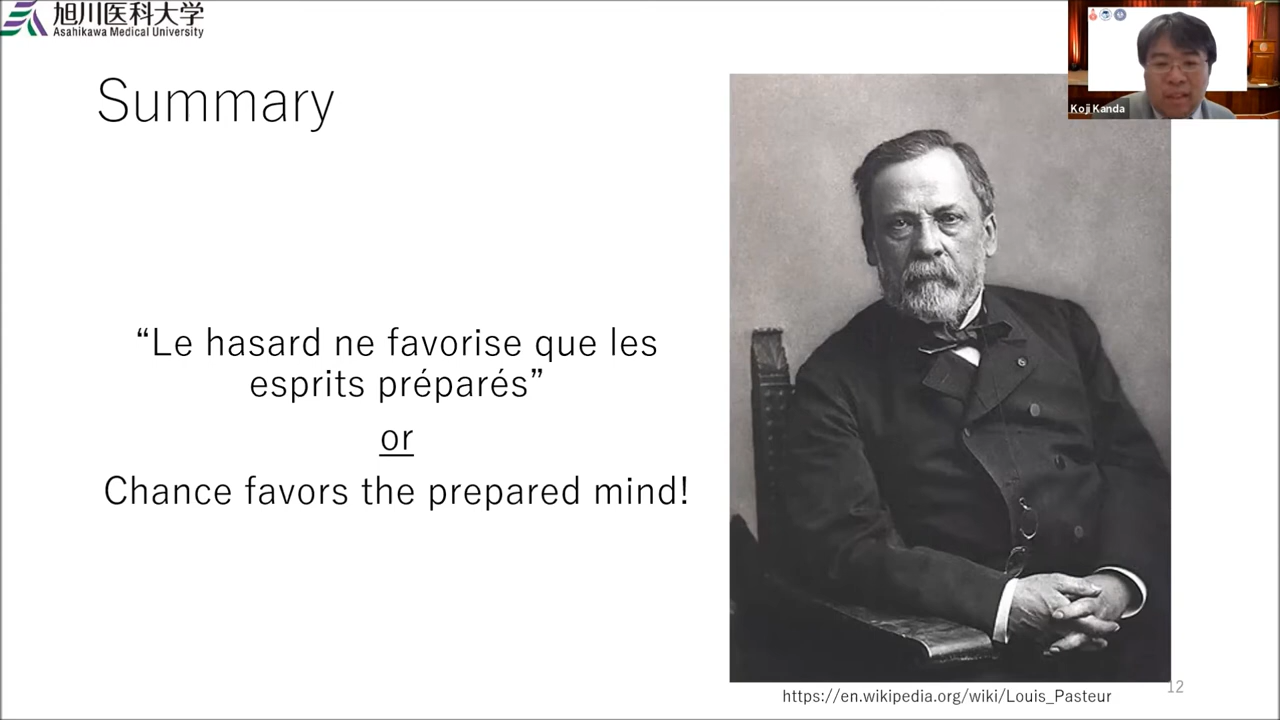 旭川医科大学
Asahikawa Medical University
Koji Kanda
Summary
“Le hasard ne favorise que les
esprits préparés”
or
Chance favors the prepared mind!
https://en.wikipedia.org/wiki/Louis_Pasteur
12